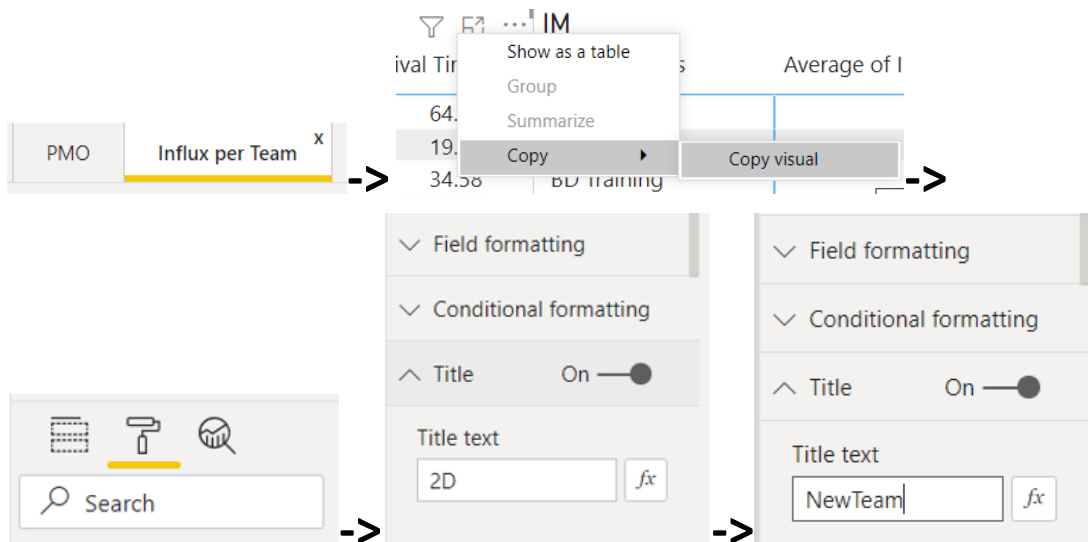 IM
Show as a table
ival Tir
s
Average of I
Group
64.
Summarize
PMO
Influx per Team
x
19.
Copy
Copy visual
->
34.58
BD Training
->
Field formatting
Field formatting
Conditional formatting
Conditional formatting
Title
On
Title
On
Title text
Title text
2D
fx
NewTeam
fx
Search
->
->